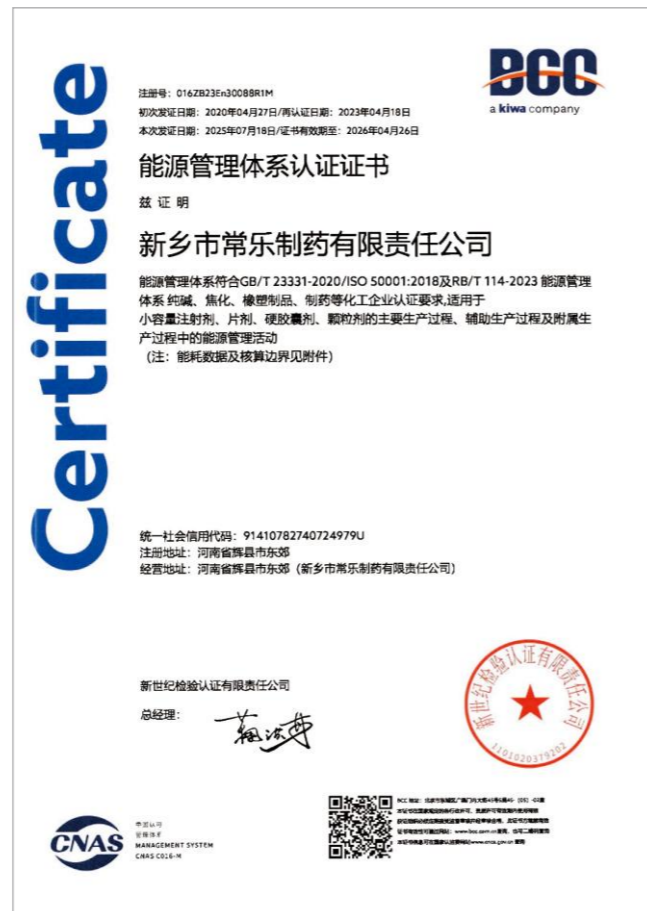 Certificate
BCC
a kiwa company
注册号：016ZB23En30088R1M
初次发证日期：2020年04月27日/再认证日期：2023年04月18日
本次发证日期：2025年07月18日/证书有效期至：2026年04月26日
能源管理体系认证证书
兹 证 明
新乡市常乐制药有限责任公司
能源管理体系符合GB/T 23331-2020/ISO 50001:2018及RB/T 114-2023 能源管理
体系 纯碱、焦化、橡塑制品、制药等化工企业认证要求,适用于
小容量注射剂、片剂、硬胶囊剂、颗粒剂的主要生产过程、辅助生产过程及附属生
产过程中的能源管理活动
（注：能耗数据及核算边界见附件）
统一社会信用代码：91410782740724979U
注册地址：河南省辉县市东郊
经营地址：河南省辉县市东郊（新乡市常乐制药有限责任公司）
新世纪检验认证有限责任公司
总经理：
新世纪检验认证有限责任公司
1101020379202
CNAS
中国认可
管理体系
MANAGEMENT SYSTEM
CNAS C016-M